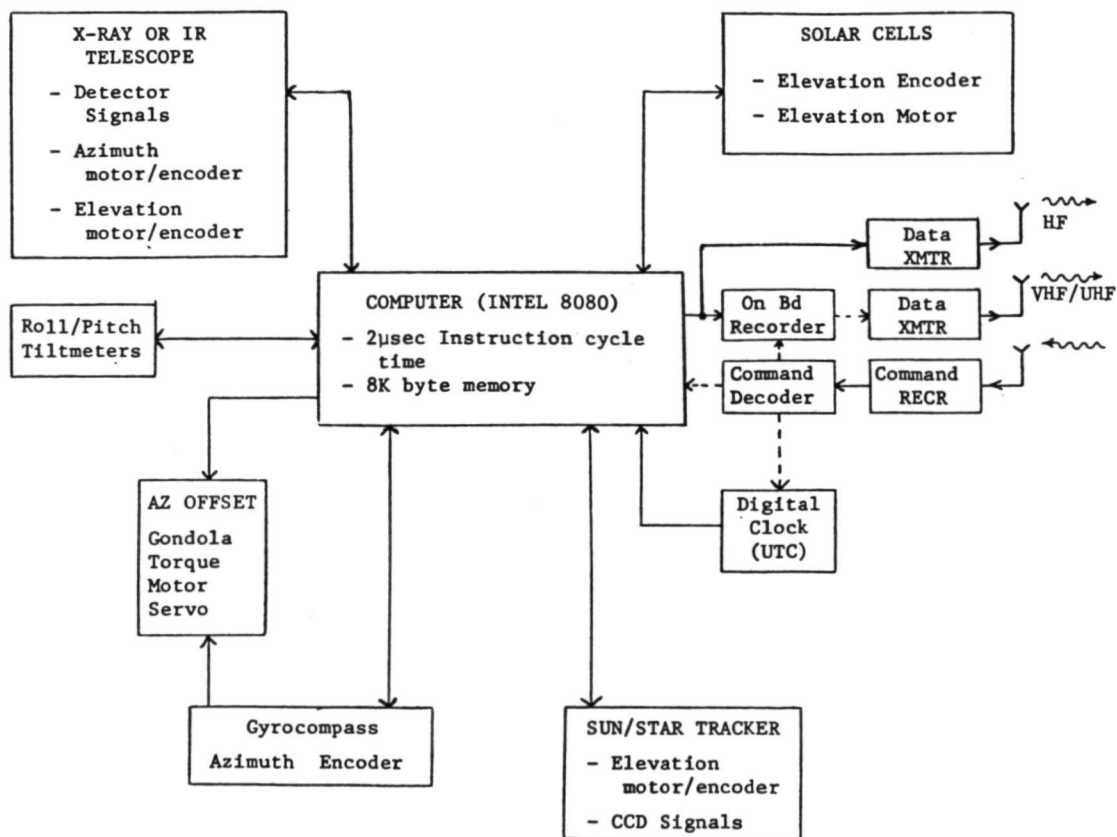 X-RAY OR IR
TELESCOPE
- Detector
Signals
- Azimuth
motor/encoder
- Elevation
motor/encoder
SOLAR CELLS
- Elevation Encoder
- Elevation Motor
Data
XMTR
HF
COMPUTER (INTEL 8080)
- 2μsec Instruction cycle
time
- 8K byte memory
On Bd
Recorder
Data
XMTR
VHF/UHF
Roll/Pitch
Tiltmeters
Command
Decoder
Command
RECR
AZ OFFSET
Gondola
Torque
Motor
Servo
Digital
Clock
(UTC)
Gyrocompass
Azimuth Encoder
SUN/STAR TRACKER
- Elevation
motor/encoder
- CCD Signals